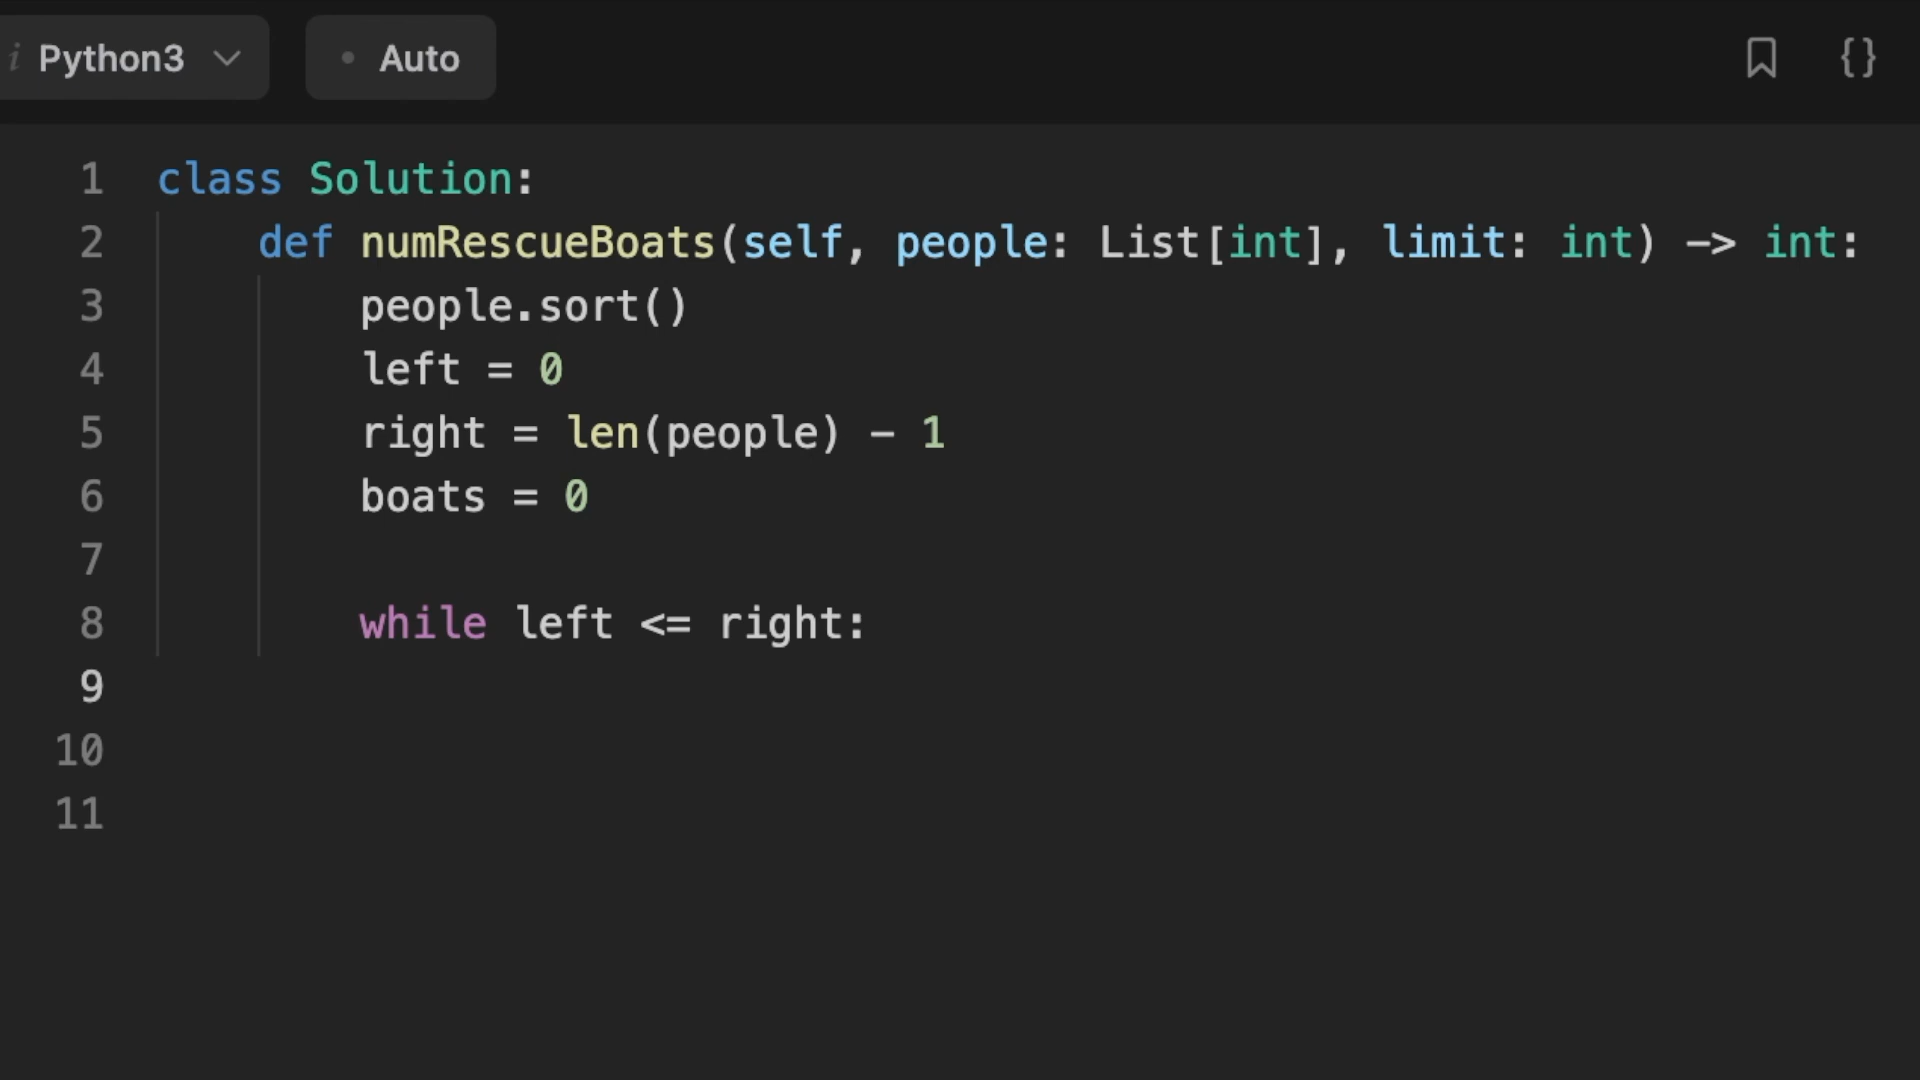 i Python3 Auto {}
1 class Solution:
2 def numRescueBoats(self, people: List[int], limit: int) -> int:
3 people.sort()
4 left = 0
5 right = len(people) - 1
6 boats = 0
7
8 while left <= right:
9
10
11